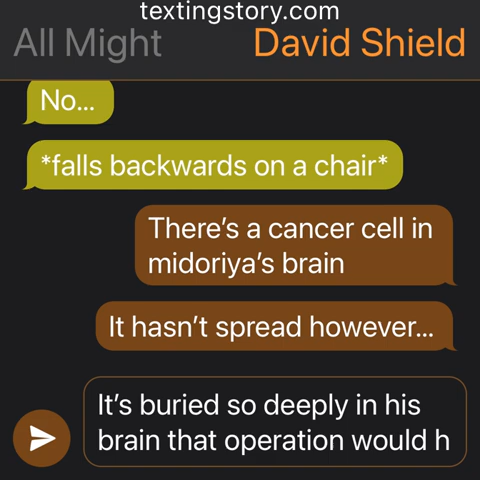 textingstory.com
All Might David Shield
No...
*falls backwards on a chair*
There’s a cancer cell in
midoriya’s brain
It hasn’t spread however...
It’s buried so deeply in his
brain that operation would h